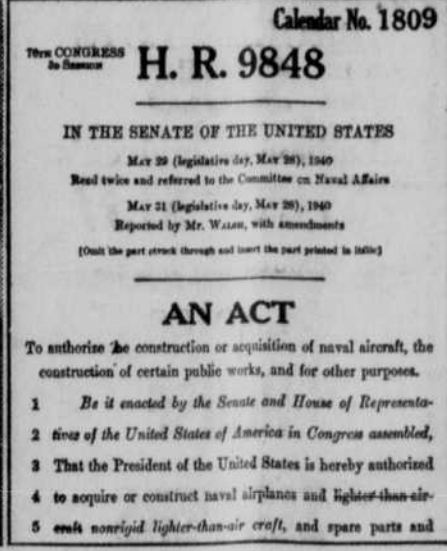 Calendar No. 1809
76TH CONGRESS
3D SESSION
H. R. 9848
IN THE SENATE OF THE UNITED STATES
MAY 29 (legislative day, MAY 28), 1940
Read twice and referred to the Committee on Naval Affairs
MAY 31 (legislative day, MAY 28), 1940
Reported by Mr. WALSH, with amendments
[Omit the part struck through and insert the part printed in italic]
AN ACT
To authorize the construction or acquisition of naval aircraft, the
construction of certain public works, and for other purposes.
1 Be it enacted by the Senate and House of Representa-
2 tives of the United States of America in Congress assembled,
3 That the President of the United States is hereby authorized
4 to acquire or construct naval airplanes and lighter-than-air-
5 craft nonrigid lighter-than-air craft, and spare parts and